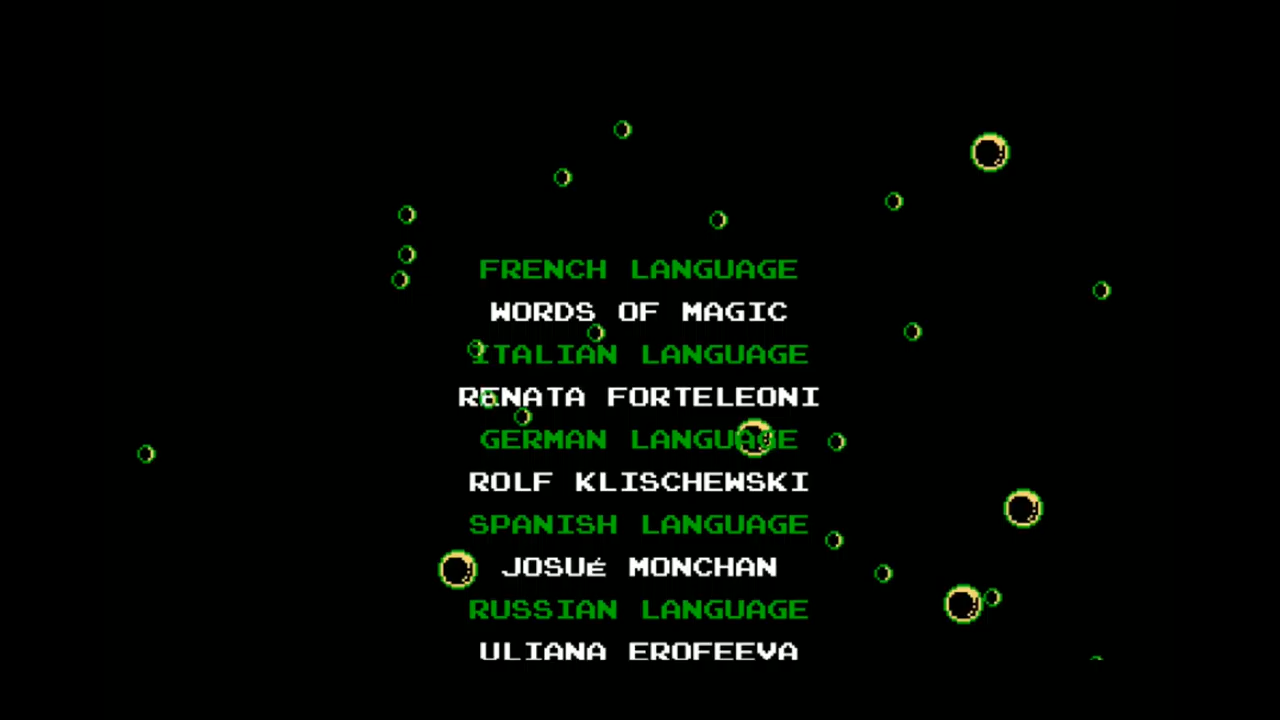 FRENCH LANGUAGE
WORDS OF MAGIC
ITALIAN LANGUAGE
RENATA FORTELEONI
GERMAN LANGUAGE
ROLF KLISCHEWSKI
SPANISH LANGUAGE
JOSUé MONCHAN
RUSSIAN LANGUAGE
ULIANA EROFEEVA